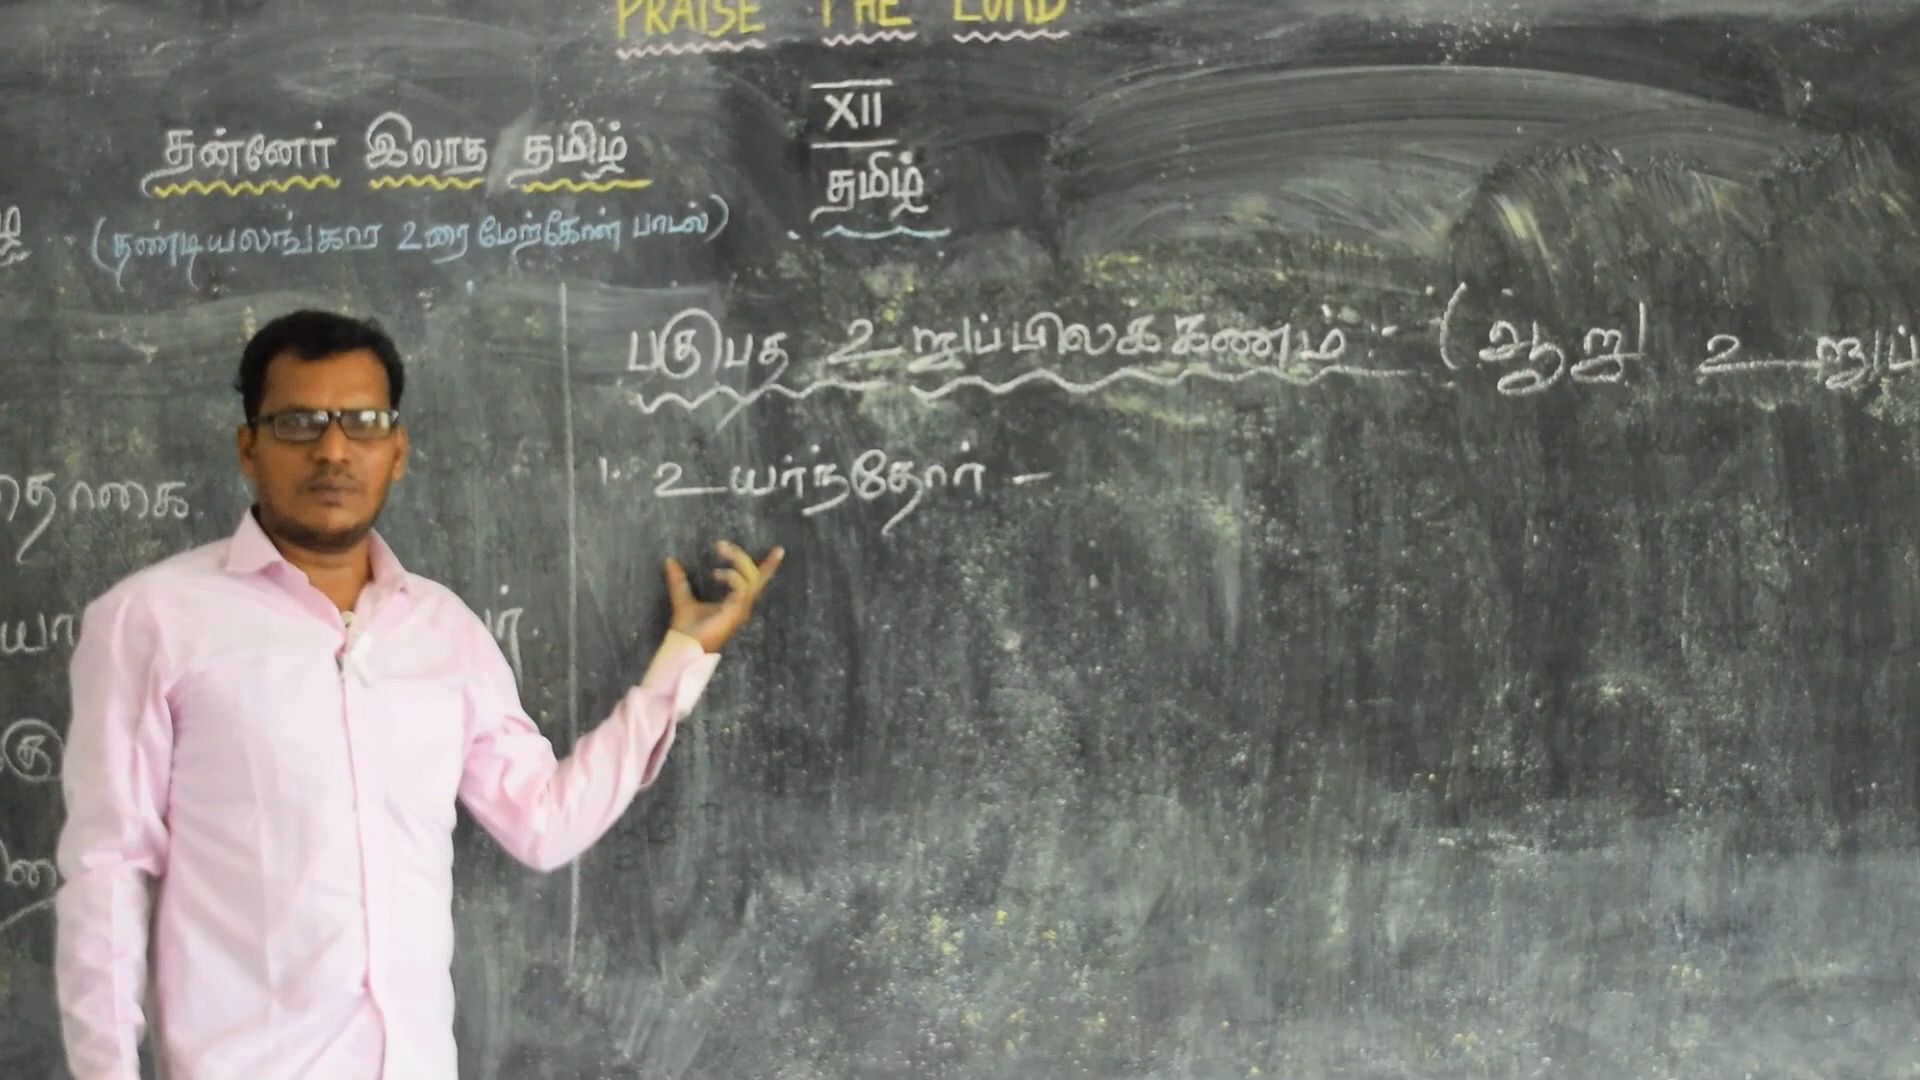 PRAISE THE LORD
XII
தமிழ்
தன்னேர் இலாத தமிழ்
(தண்டியலங்கார உரைமேற்கோள் பாடல்)
பகுபத உறுப்பிலக்கணம் :- (ஆறு உறுப்
1. உயர்ந்தோர் -
தொகை